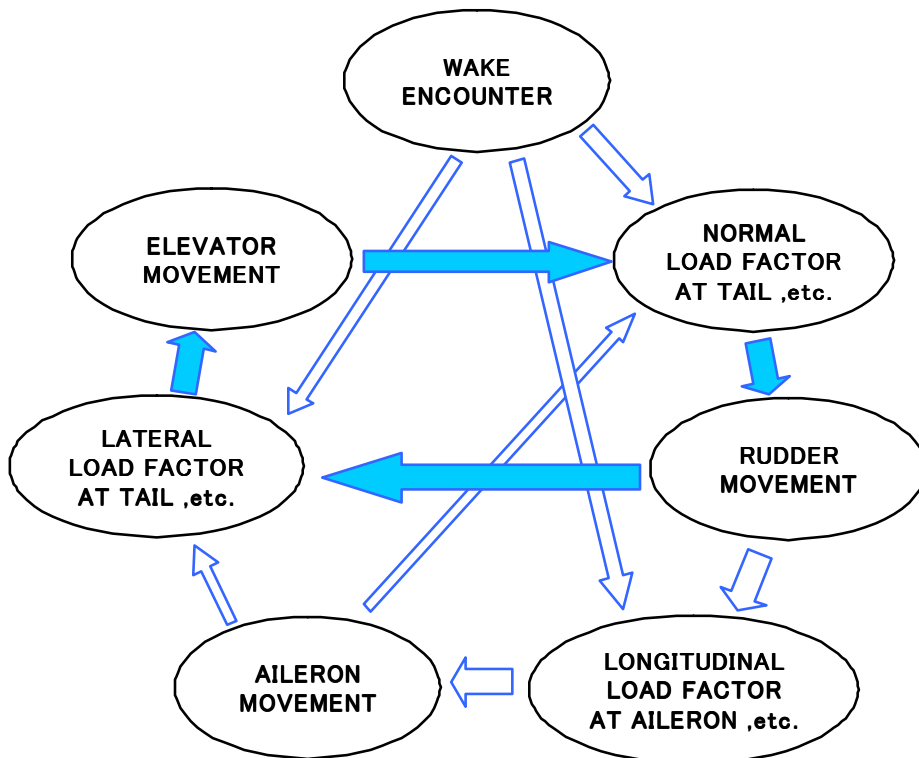 WAKE
ENCOUNTER
ELEVATOR
MOVEMENT
NORMAL
LOAD FACTOR
AT TAIL ,etc.
LATERAL
LOAD FACTOR
AT TAIL ,etc.
RUDDER
MOVEMENT
AILERON
MOVEMENT
LONGITUDINAL
LOAD FACTOR
AT AILERON ,etc.